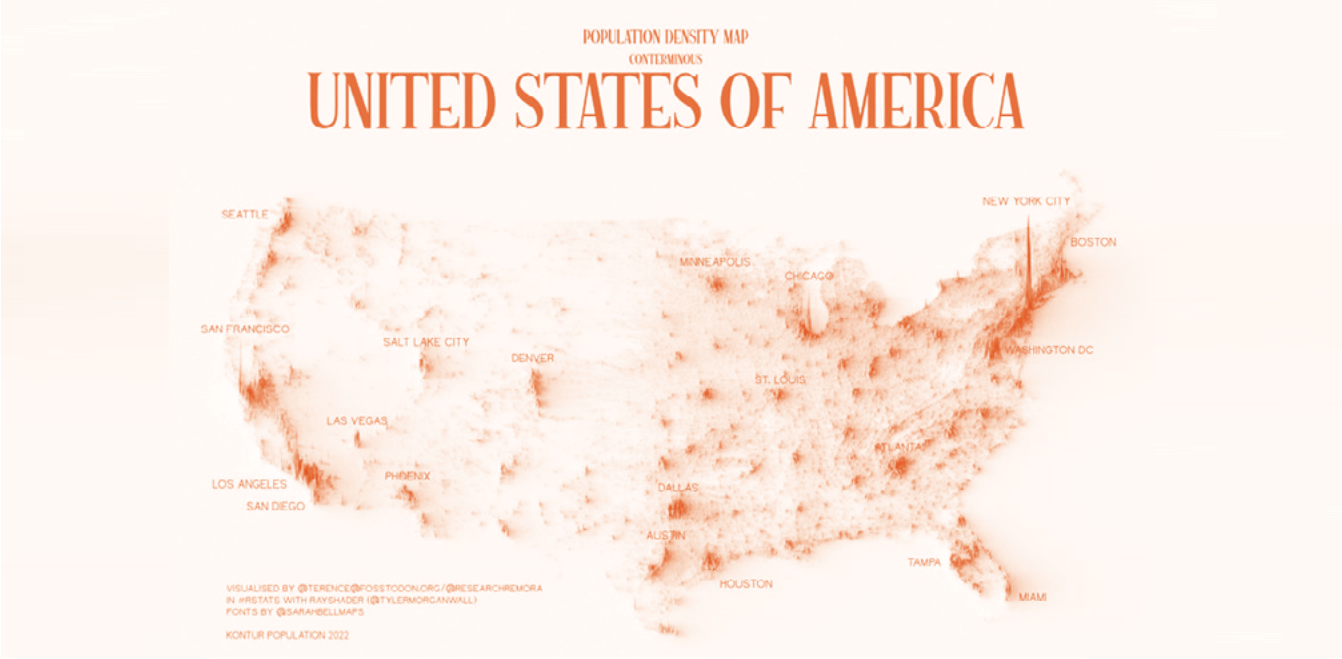 POPULATION DENSITY MAP
CONTERMINOUS
UNITED STATES OF AMERICA
NEW YORK CITY
SEATTLE
BOSTON
MINNEAPOLIS
CHICAGO
SAN FRANCISCO
SALT LAKE CITY
WASHINGTON DC
DENVER
ST. LOUIS
LAS VEGAS
ATLANTA
PHOENIX
LOS ANGELES
DALLAS
SAN DIEGO
AUSTIN
TAMPA
HOUSTON
MIAMI
VISUALISED BY @TERENCE@FOSSTODON.ORG/@RESEARCHREMORA
IN #RSTATS WITH RAYSHADER (@TYLERMORGANWALL)
FONTS BY @SARAHBELLMAPS
KONTUR POPULATION 2022